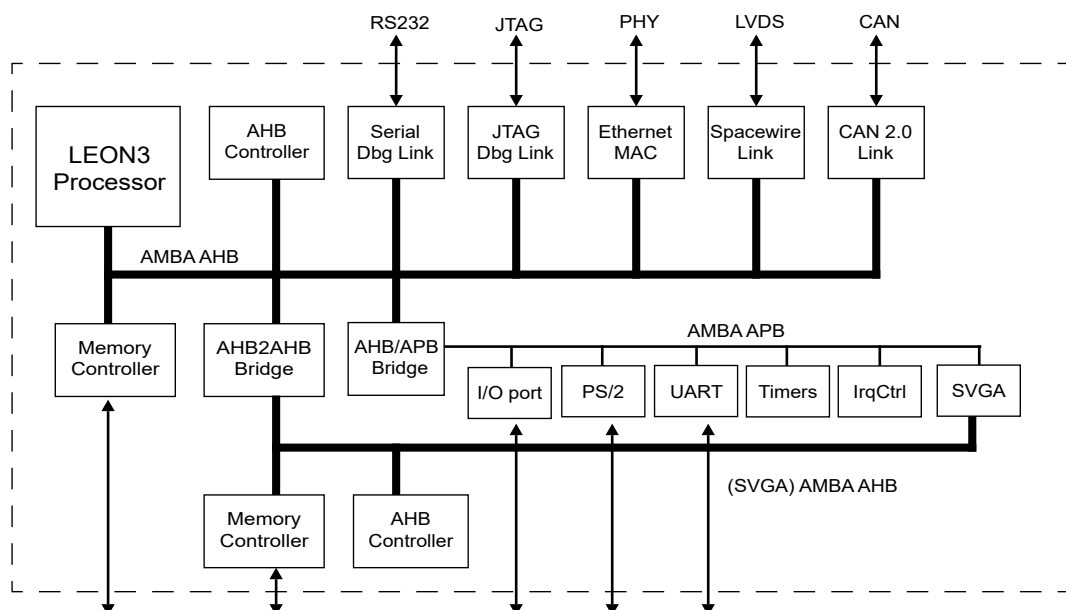 RS232
JTAG
PHY
LVDS
CAN
LEON3
Processor
AHB
Controller
Serial
Dbg Link
JTAG
Dbg Link
Ethernet
MAC
Spacewire
Link
CAN 2.0
Link
AMBA AHB
Memory
Controller
AHB2AHB
Bridge
AHB/APB
Bridge
AMBA APB
I/O port
PS/2
UART
Timers
IrqCtrl
SVGA
(SVGA) AMBA AHB
Memory
Controller
AHB
Controller